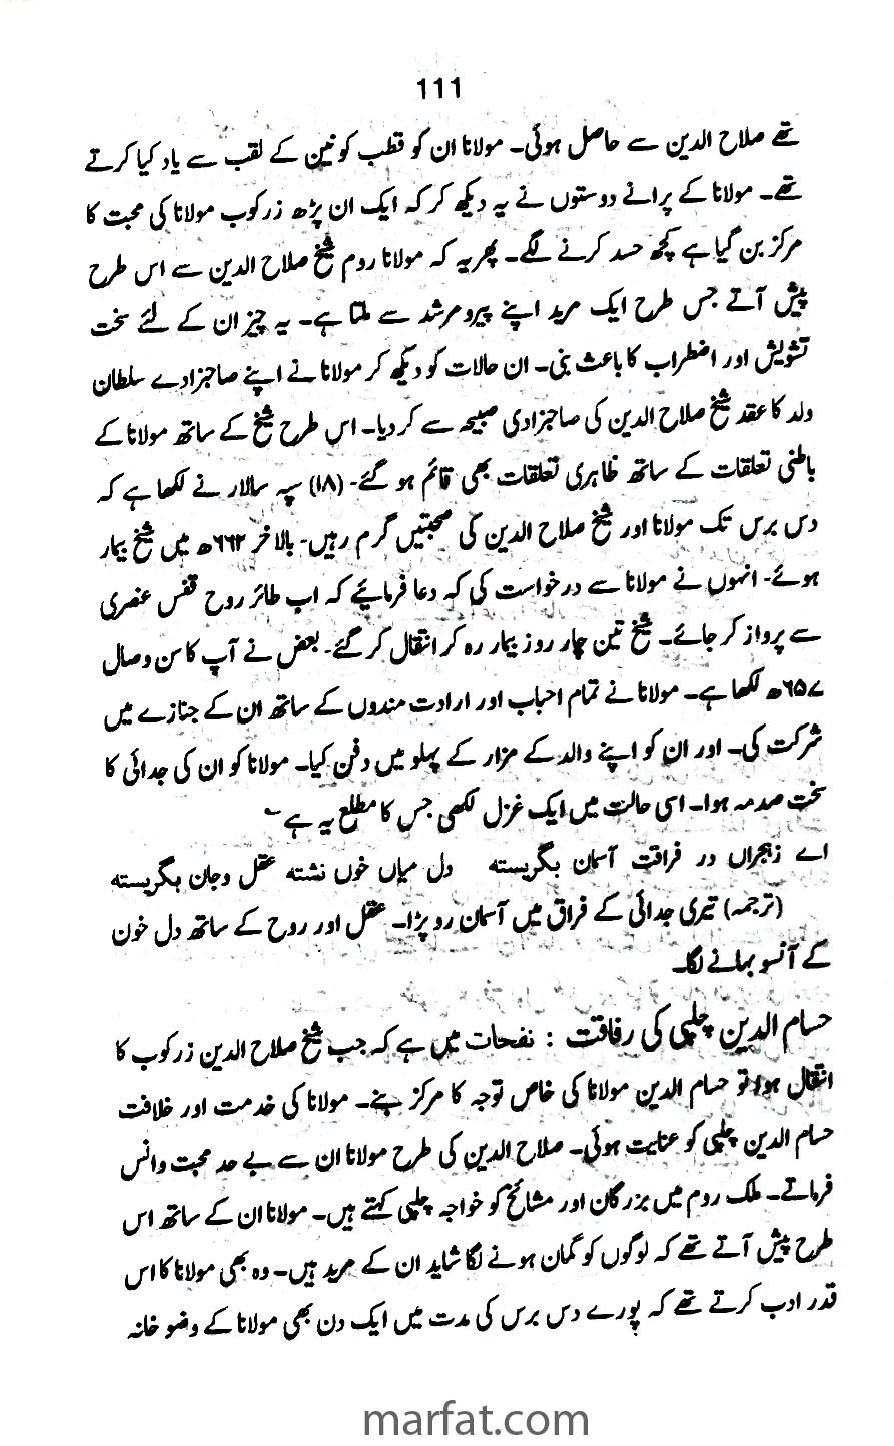 111
تھے صلاح الدین سے حاصل ہوئی۔ مولانا ان کو قطب کونین کے لقب سے یاد کیا کرتے
تھے۔ مولانا کے پرانے دوستوں نے یہ دیکھ کر کہ ایک ان پڑھ زرکوب مولانا کی محبت کا
مرکز بن گیا ہے کچھ حسد کرنے لگے۔ پھر یہ کہ مولانا روم شیخ صلاح الدین سے اس طرح
پیش آتے جس طرح ایک مرید اپنے پیرو مرشد سے ملتا ہے۔ یہ چیز ان کے لئے سخت
تشویش اور اضطراب کا باعث بنی۔ ان حالات کو دیکھ کر مولانا نے اپنے صاجزادے سلطان
ولد کا عقد شیخ صلاح الدین کی صاجزادی صبیحہ سے کر دیا۔ اس طرح شیخ کے ساتھ مولانا کے
باطنی تعلقات کے ساتھ ظاہری تعلقات بھی قائم ہو گئے۔ (۱۸) سپہ سالار نے لکھا ہے کہ
دس برس تک مولانا اور شیخ صلاح الدین کی صحبتیں گرم رہیں۔ بالاخر ۶۶۲ھ میں شیخ بیمار
ہوئے۔ انہوں نے مولانا سے درخواست کی کہ دعا فرمایئے کہ اب طائر روح قفس عنصری
سے پرواز کر جائے۔ شیخ تین چار روز بیمار رہ کر انتقال کر گئے۔ بعض نے آپ کا سن وصال
۶۵۷ھ لکھا ہے۔ مولانا نے تمام احباب اور ارادت مندوں کے ساتھ ان کے جنازے میں
شرکت کی۔ اور ان کو اپنے والد کے مزار کے پہلو میں دفن کیا۔ مولانا کو ان کی جدائی کا
سخت صدمہ ہوا۔ اسی حالت میں ایک غزل لکھی جس کا مطلع یہ ہے ؎
اے زہجراں در فراقت آسمان بگریستہ دل میاں خوں نشتہ عقل وجان بگریستہ
(ترجمہ) تیری جدائی کے فراق میں آسمان رو پڑا۔ عقل اور روح کے ساتھ دل خون
کے آنسو بہانے لگا۔
حسام الدین چلپی کی رفاقت : نفحات میں ہے کہ جب شیخ صلاح الدین زرکوب کا
انتقال ہوا تو حسام الدین مولانا کی خاص توجہ کا مرکز بنے۔ مولانا کی خدمت اور خلافت
حسام الدین چلپی کو عنایت ہوئی۔ صلاح الدین کی طرح مولانا ان سے بے حد محبت وانس
فرماتے۔ ملک روم میں بزرگان اور مشائخ کو خواجہ چلپی کہتے ہیں۔ مولانا ان کے ساتھ اس
طرح پیش آتے تھے کہ لوگوں کو گمان ہونے لگا شاید ان کے مرید ہیں۔ وہ بھی مولانا کا اس
قدر ادب کرتے تھے کہ پورے دس برس کی مدت میں ایک دن بھی مولانا کے وضو خانہ
marfat.com